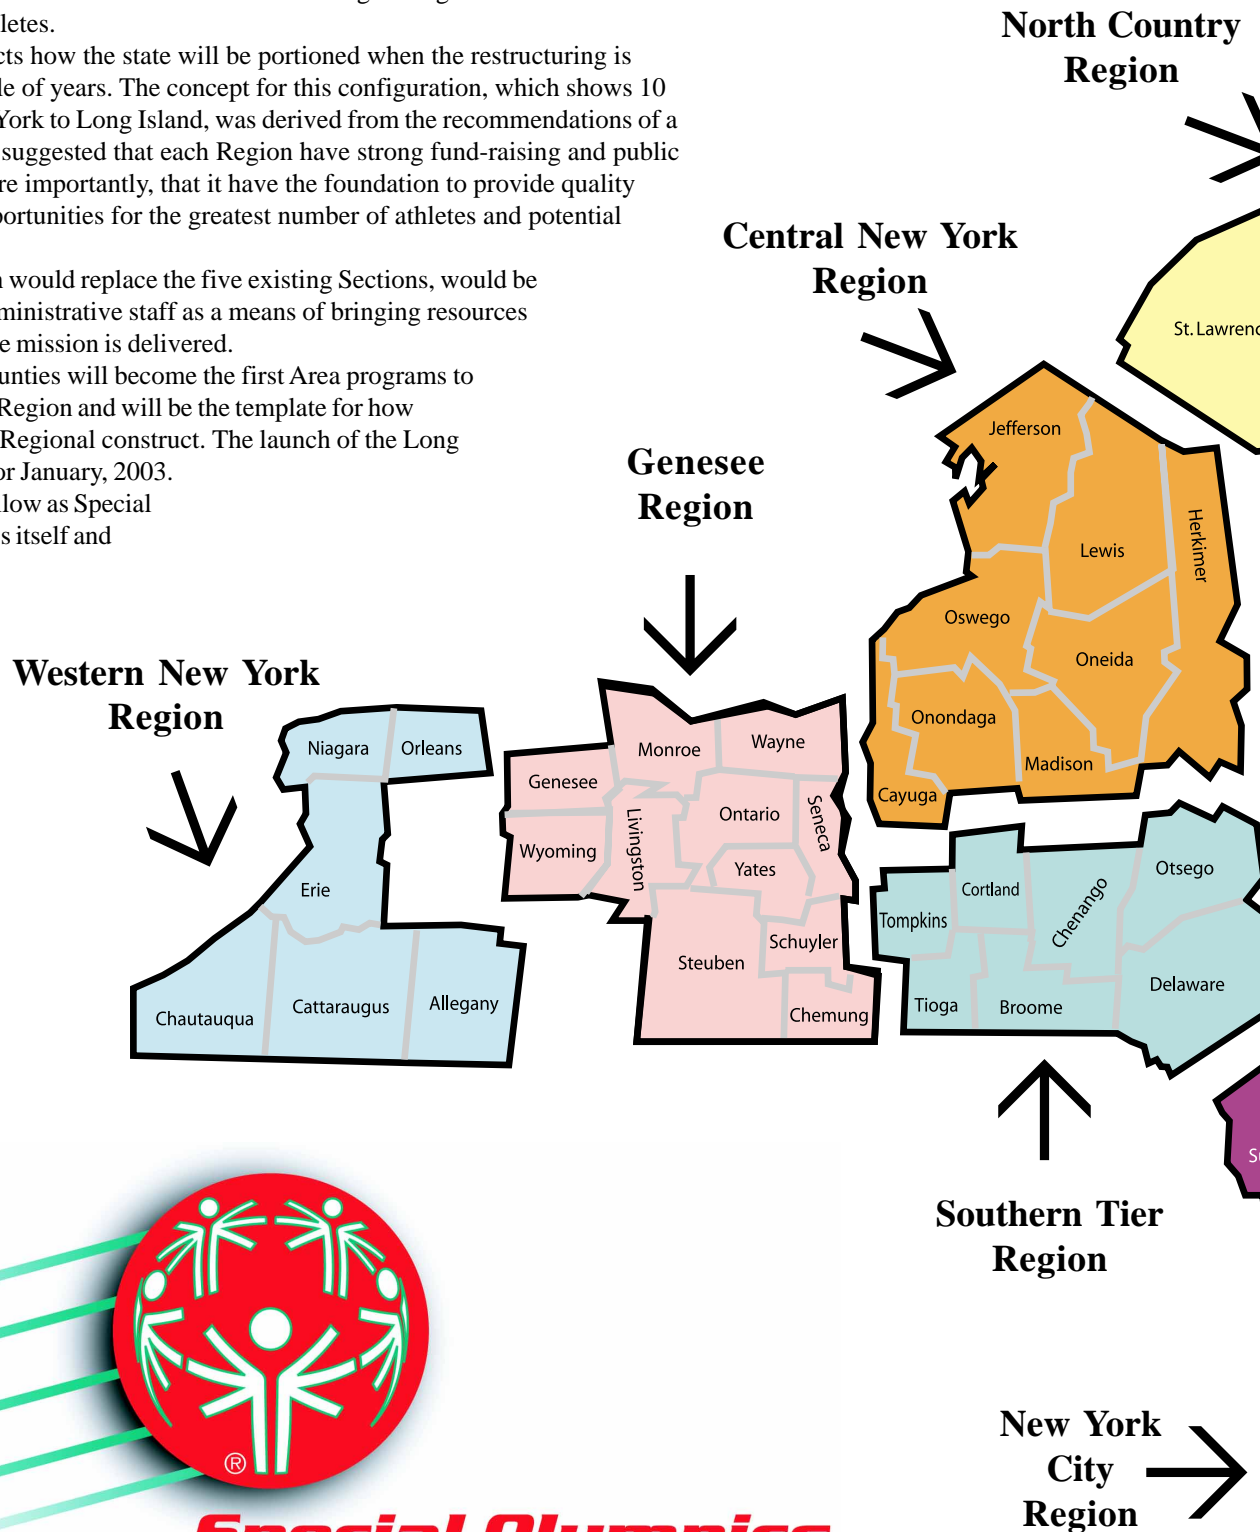 letes.
cts how the state will be portioned when the restructuring is
le of years. The concept for this configuration, which shows 10
York to Long Island, was derived from the recommendations of a
suggested that each Region have strong fund-raising and public
re importantly, that it have the foundation to provide quality
portunities for the greatest number of athletes and potential
n would replace the five existing Sections, would be
ministrative staff as a means of bringing resources
e mission is delivered.
unties will become the first Area programs to
Region and will be the template for how
Regional construct. The launch of the Long
or January, 2003.
llow as Special
s itself and
North Country
Region
Central New York
Region
Genesee
Region
Western New York
Region
St. Lawrenc
Jefferson
Lewis
Herkimer
Oswego
Oneida
Onondaga
Madison
Cayuga
Niagara
Orleans
Erie
Chautauqua
Cattaraugus
Allegany
Monroe
Wayne
Genesee
Ontario
Seneca
Livingston
Wyoming
Yates
Schuyler
Steuben
Chemung
Otsego
Cortland
Chenango
Tompkins
Delaware
Tioga
Broome
Southern Tier
Region
New York
City
Region
®
Special Olympics